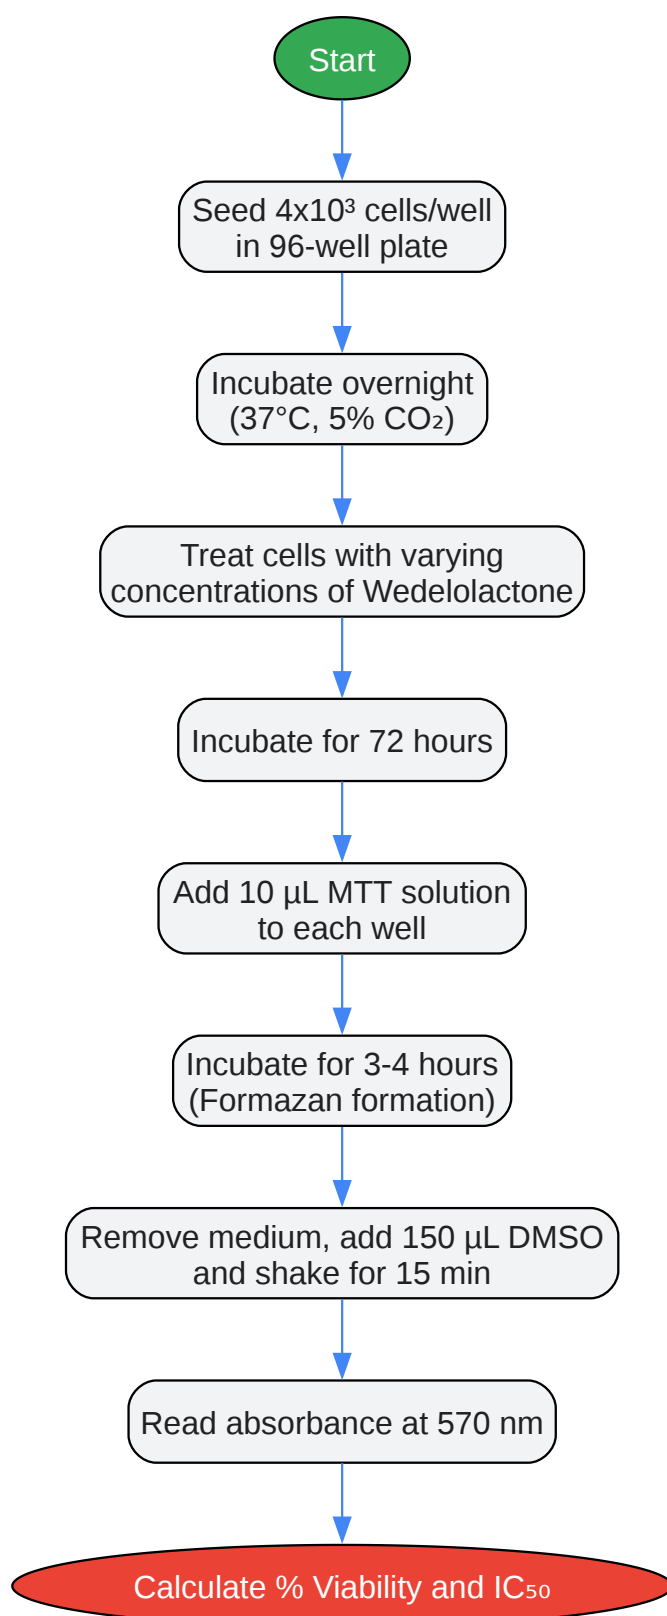 Start
Seed 4x10³ cells/well
in 96-well plate
Incubate overnight
(37°C, 5% CO₂)
Treat cells with varying
concentrations of Wedelolactone
Incubate for 72 hours
Add 10 µL MTT solution
to each well
Incubate for 3-4 hours
(Formazan formation)
Remove medium, add 150 µL DMSO
and shake for 15 min
Read absorbance at 570 nm
Calculate % Viability and IC₅₀